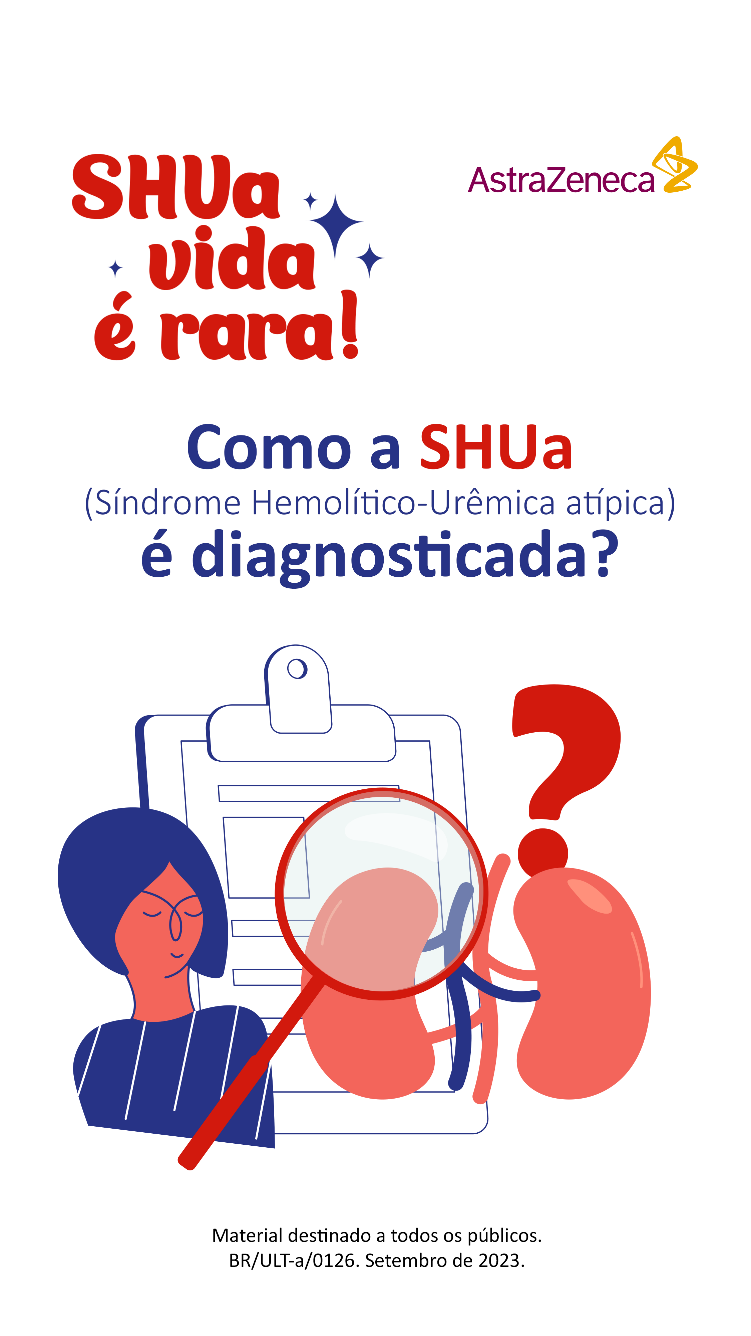 SHUa
vida
é rara!
AstraZeneca
Como a SHUa
(Síndrome Hemolítico-Urêmica atípica)
é diagnosticada?
?
Material destinado a todos os públicos.
BR/ULT-a/0126. Setembro de 2023.